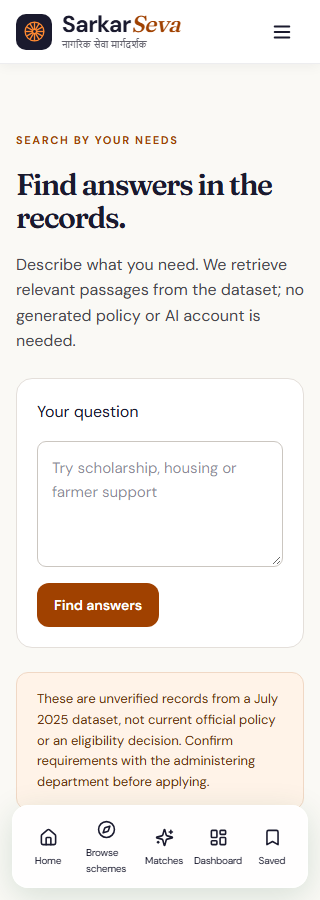 SarkarSeva
नागरिक सेवा मार्गदर्शक
SEARCH BY YOUR NEEDS
Find answers in the
records.
Describe what you need. We retrieve
relevant passages from the dataset; no
generated policy or AI account is
needed.
Your question
Try scholarship, housing or
farmer support
Find answers
These are unverified records from a July
2025 dataset, not current official policy
or an eligibility decision. Confirm
requirements with the administering
department before applying.
Home
Browse
schemes
Matches
Dashboard
Saved